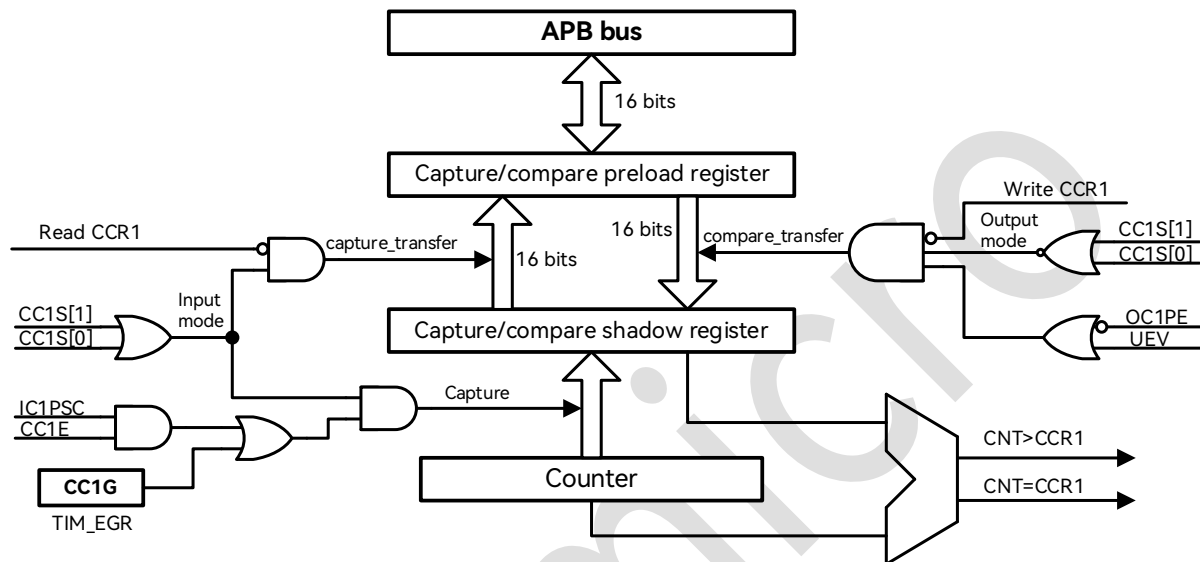 APB bus
16 bits
Capture/compare preload register
Write CCR1
Read CCR1
capture_transfer
16 bits
16 bits
compare_transfer
Output
mode
CC1S[1]
CC1S[0]
CC1S[1]
CC1S[0]
Input
mode
Capture/compare shadow register
OC1PE
UEV
IC1PSC
CC1E
Capture
CC1G
TIM_EGR
Counter
CNT>CCR1
CNT=CCR1
micro